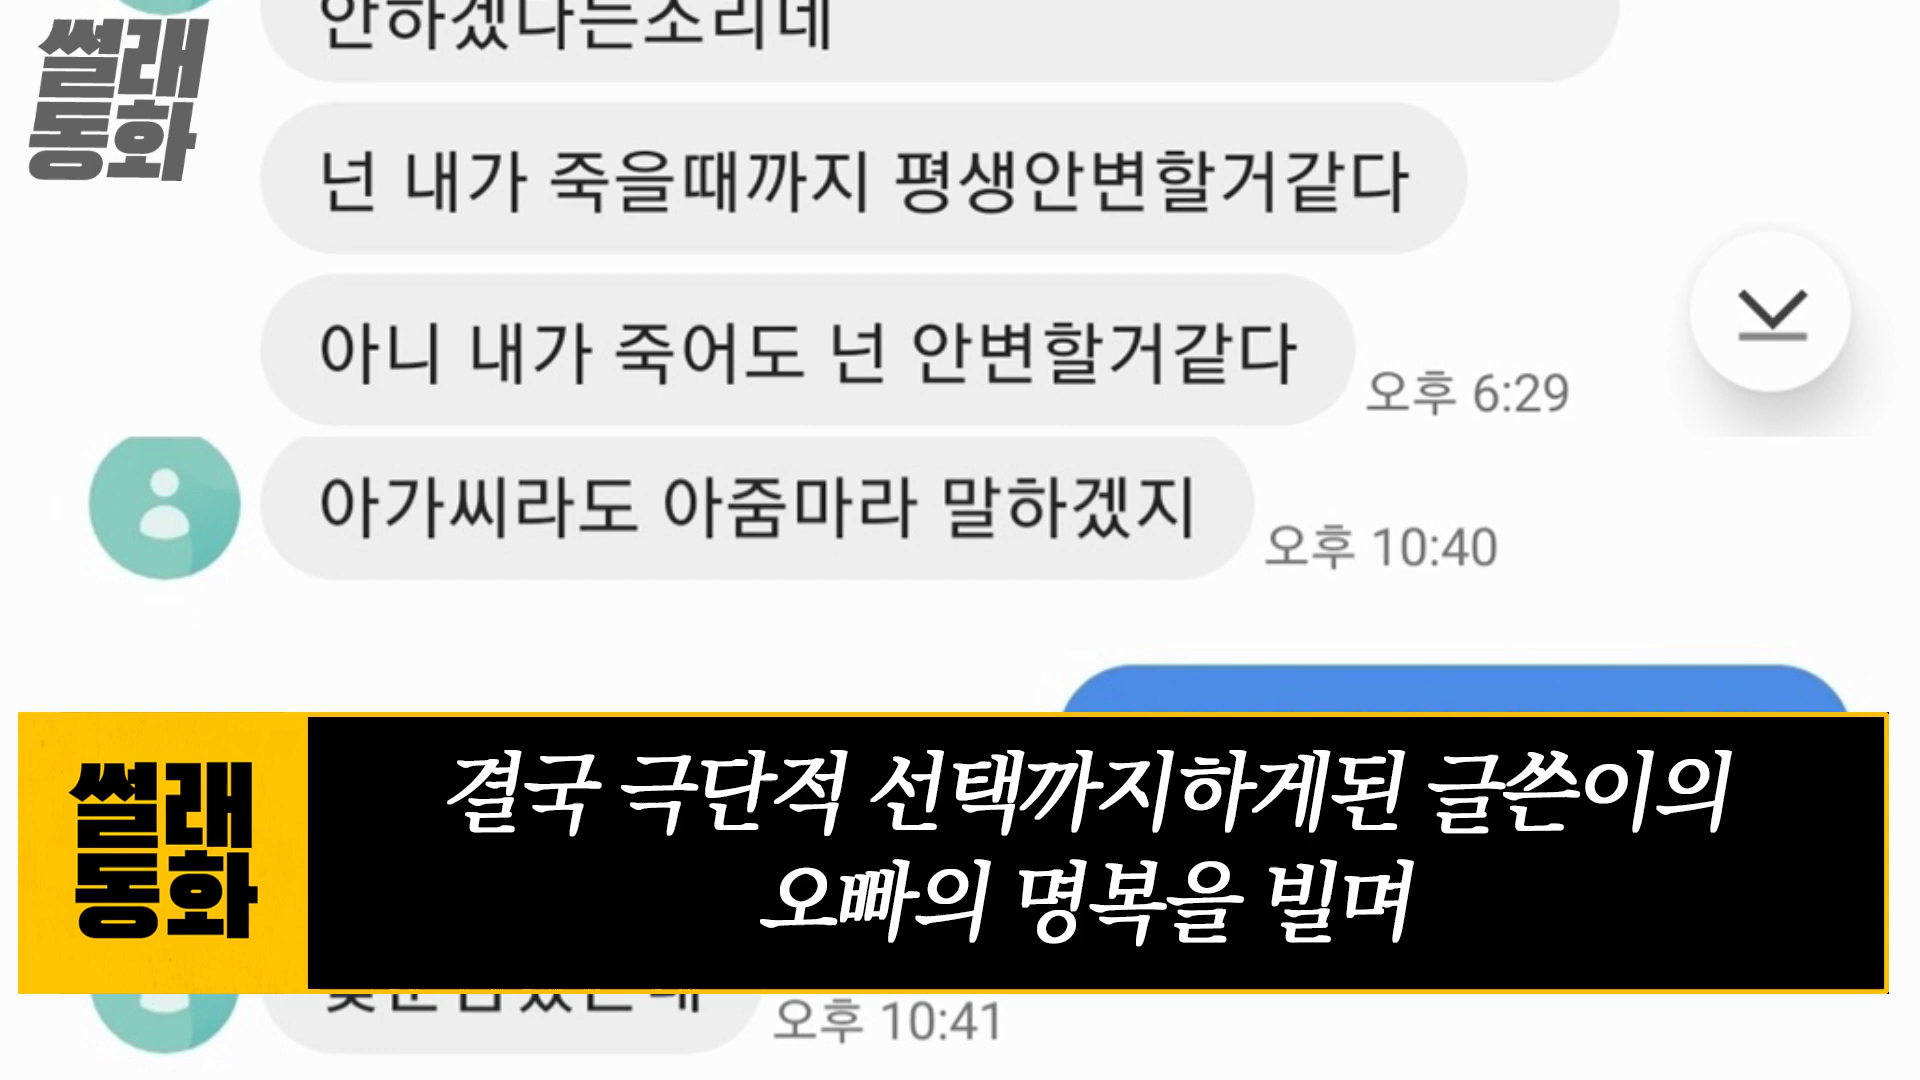 썰래
동화
안하겠다는소리네
넌 내가 죽을때까지 평생안변할거같다
아니 내가 죽어도 넌 안변할거같다
오후 6:29
아가씨라도 아줌마라 말하겠지
오후 10:40
썰래
동화
결국 극단적 선택까지하게된 글쓴이의
오빠의 명복을 빌며
오후 10:41